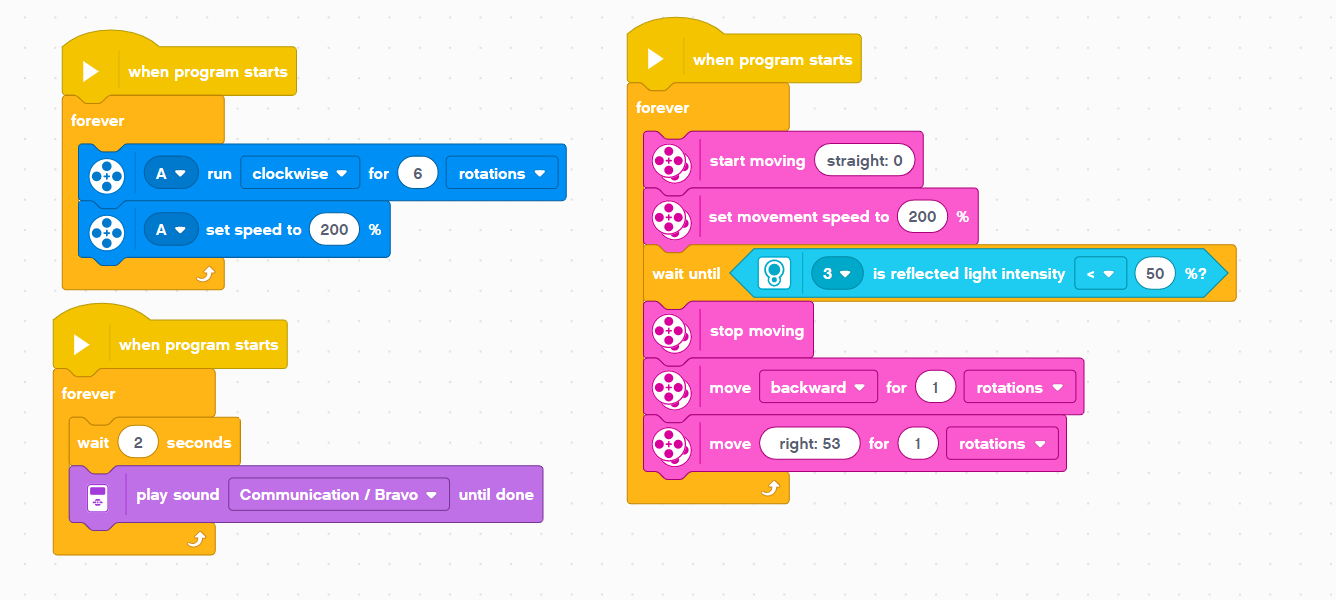 when program starts
forever
A run clockwise for 6 rotations
A set speed to 200 %
when program starts
forever
wait 2 seconds
play sound Communication / Bravo until done
when program starts
forever
start moving straight: 0
set movement speed to 200 %
wait until 3 is reflected light intensity < 50 %?
stop moving
move backward for 1 rotations
move right: 53 for 1 rotations